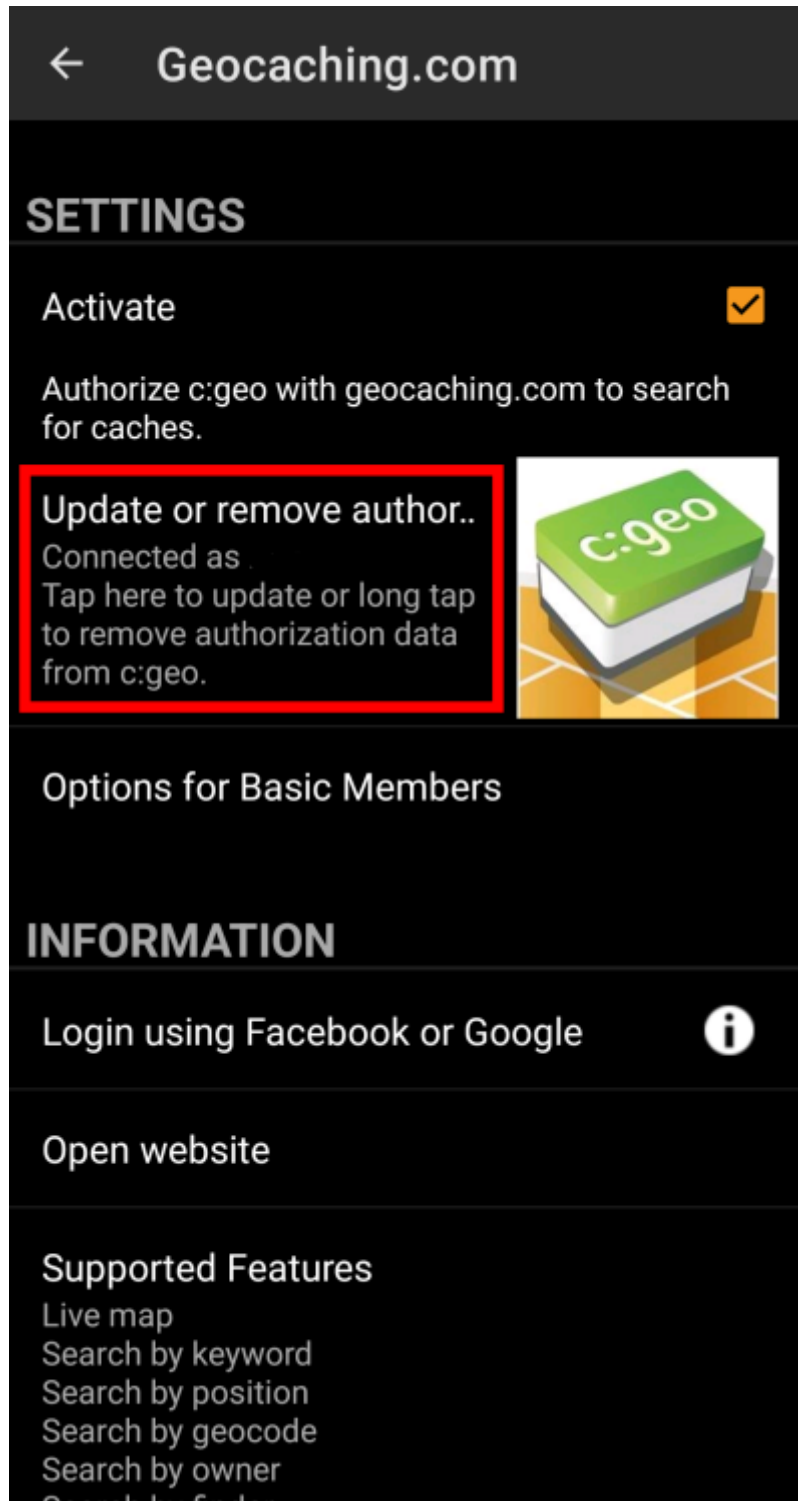 Geocaching.com
SETTINGS
Activate
Authorize c:geo with geocaching.com to search
for caches.
Update or remove author..
Connected as
Tap here to update or long tap
to remove authorization data
from c:geo.
c:geo
Options for Basic Members
INFORMATION
Login using Facebook or Google
Open website
Supported Features
Live map
Search by keyword
Search by position
Search by geocode
Search by owner